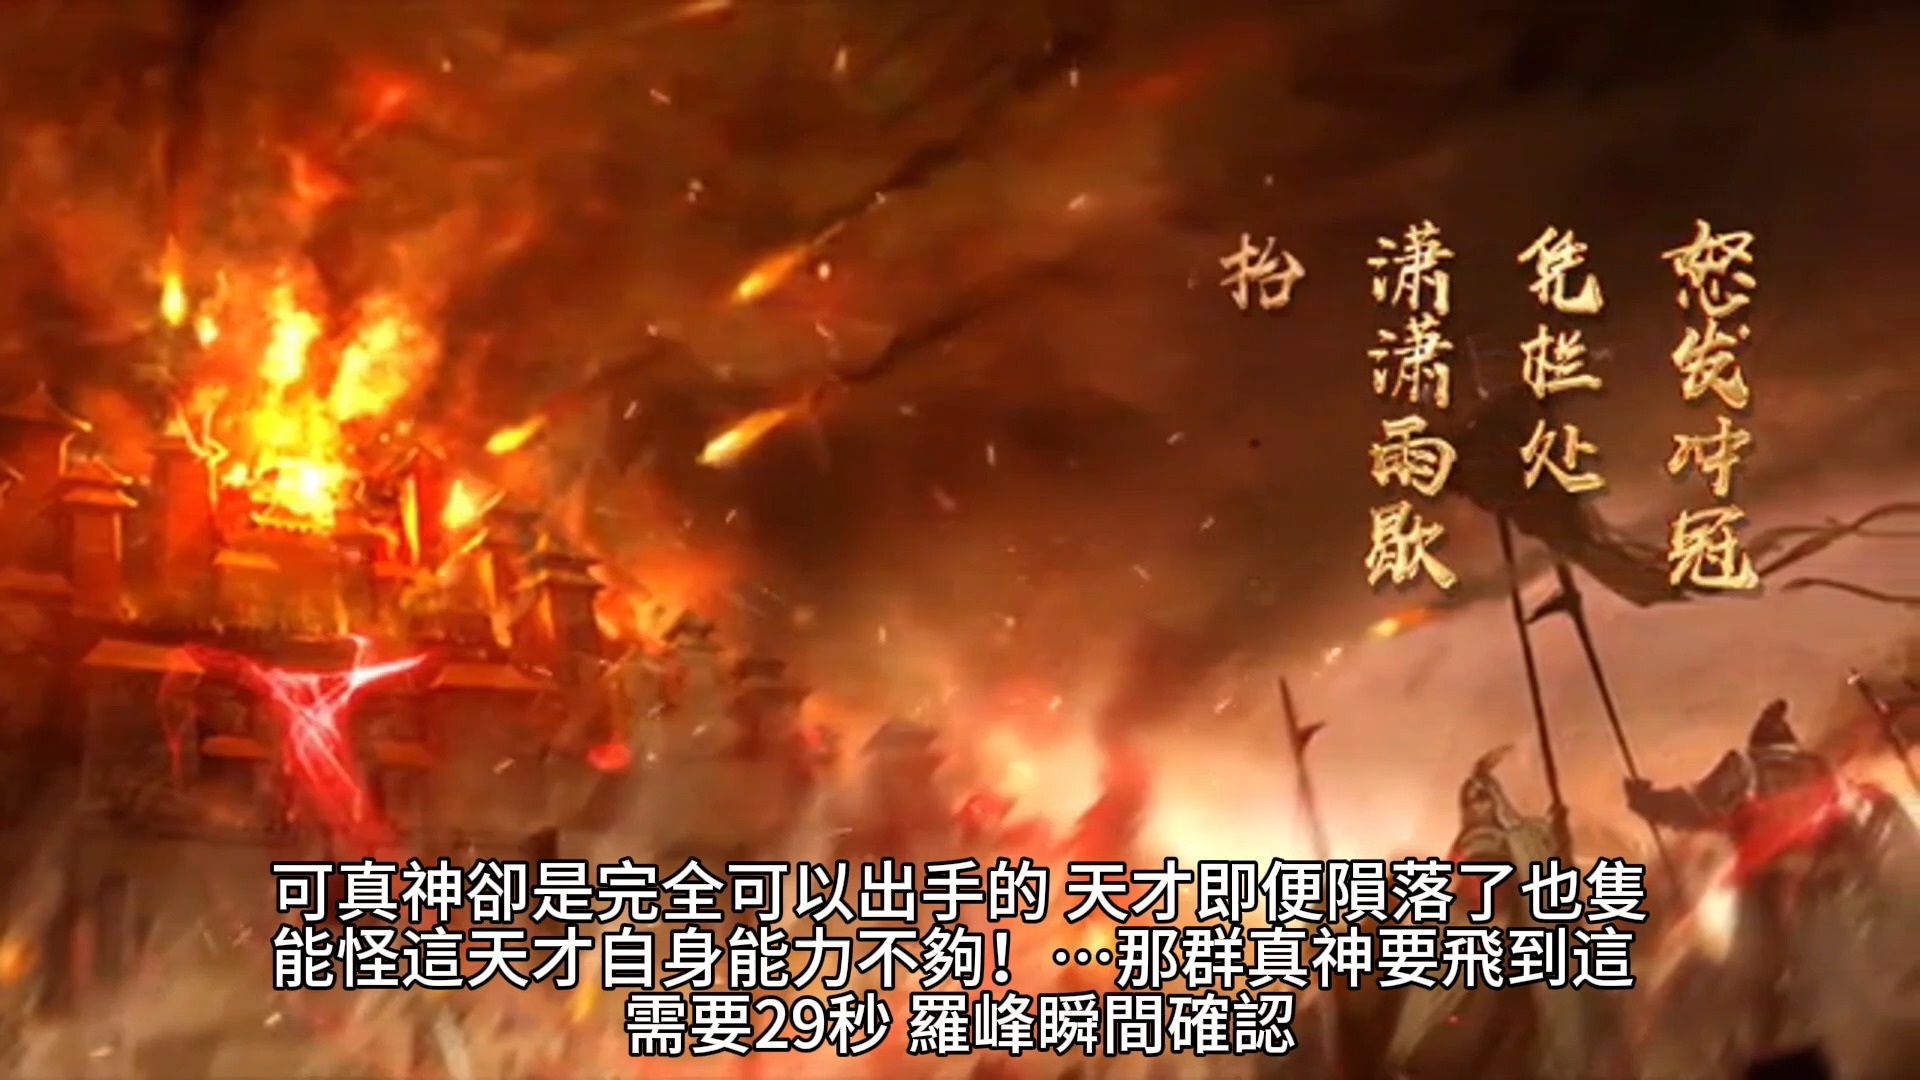 怒发冲冠
凭栏处
潇潇雨歇
抬
可真神卻是完全可以出手的 天才即便隕落了也隻
能怪這天才自身能力不夠！…那群真神要飛到這
需要29秒 羅峰瞬間確認